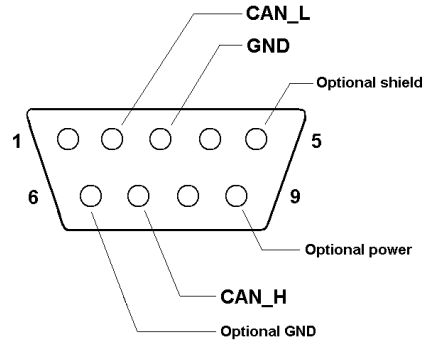 CAN_L
GND
Optional shield
1
5
6
9
Optional power
CAN_H
Optional GND